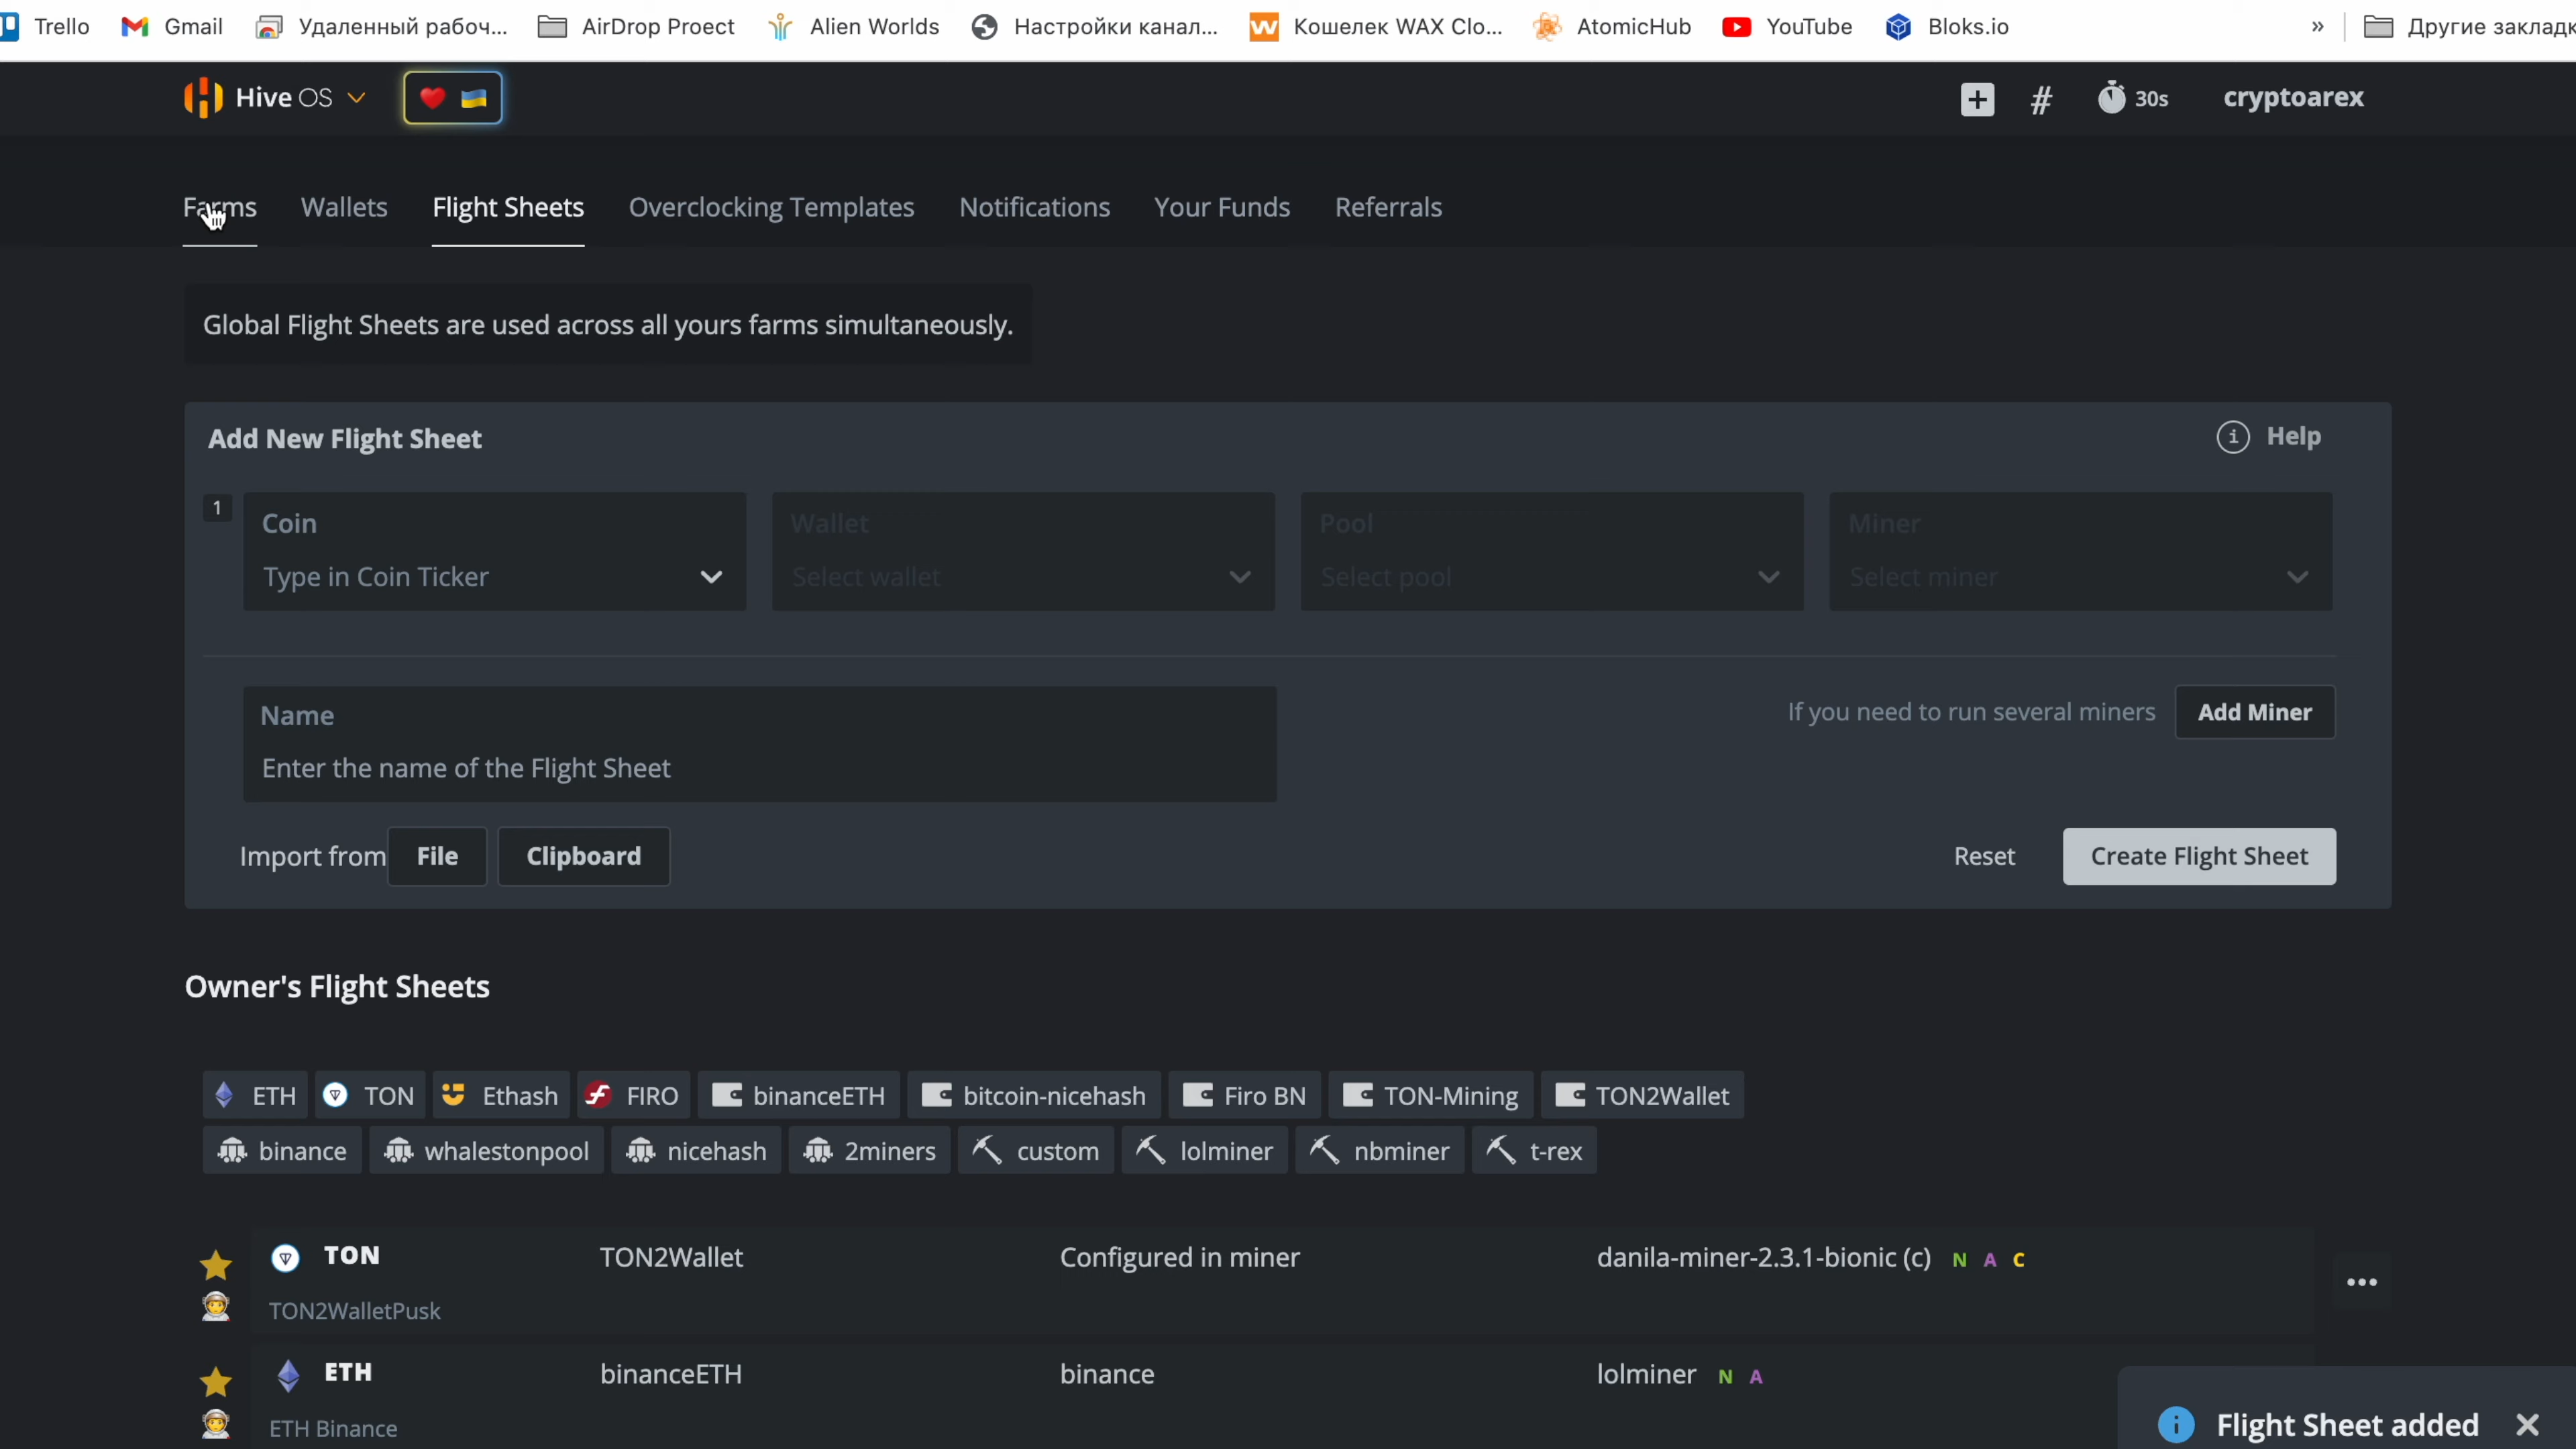 Trello Gmail Удаленный рабоч... AirDrop Proect Alien Worlds Настройки канал... Кошелек WAX Clo... AtomicHub YouTube Bloks.io » Другие заклад
Hive OS # 30s cryptoarex
Farms Wallets Flight Sheets Overclocking Templates Notifications Your Funds Referrals
Global Flight Sheets are used across all yours farms simultaneously.
Add New Flight Sheet Help
1 Coin Wallet Pool Miner
Type in Coin Ticker Select wallet Select pool Select miner
Name
If you need to run several miners Add Miner
Enter the name of the Flight Sheet
Import from File Clipboard Reset Create Flight Sheet
Owner's Flight Sheets
ETH TON Ethash FIRO binanceETH bitcoin-nicehash Firo BN TON-Mining TON2Wallet
binance whalestonpool nicehash 2miners custom lolminer nbminer t-rex
TON TON2Wallet Configured in miner danila-miner-2.3.1-bionic (c) N A C
TON2WalletPusk
ETH binanceETH binance lolminer N A
ETH Binance
Flight Sheet added